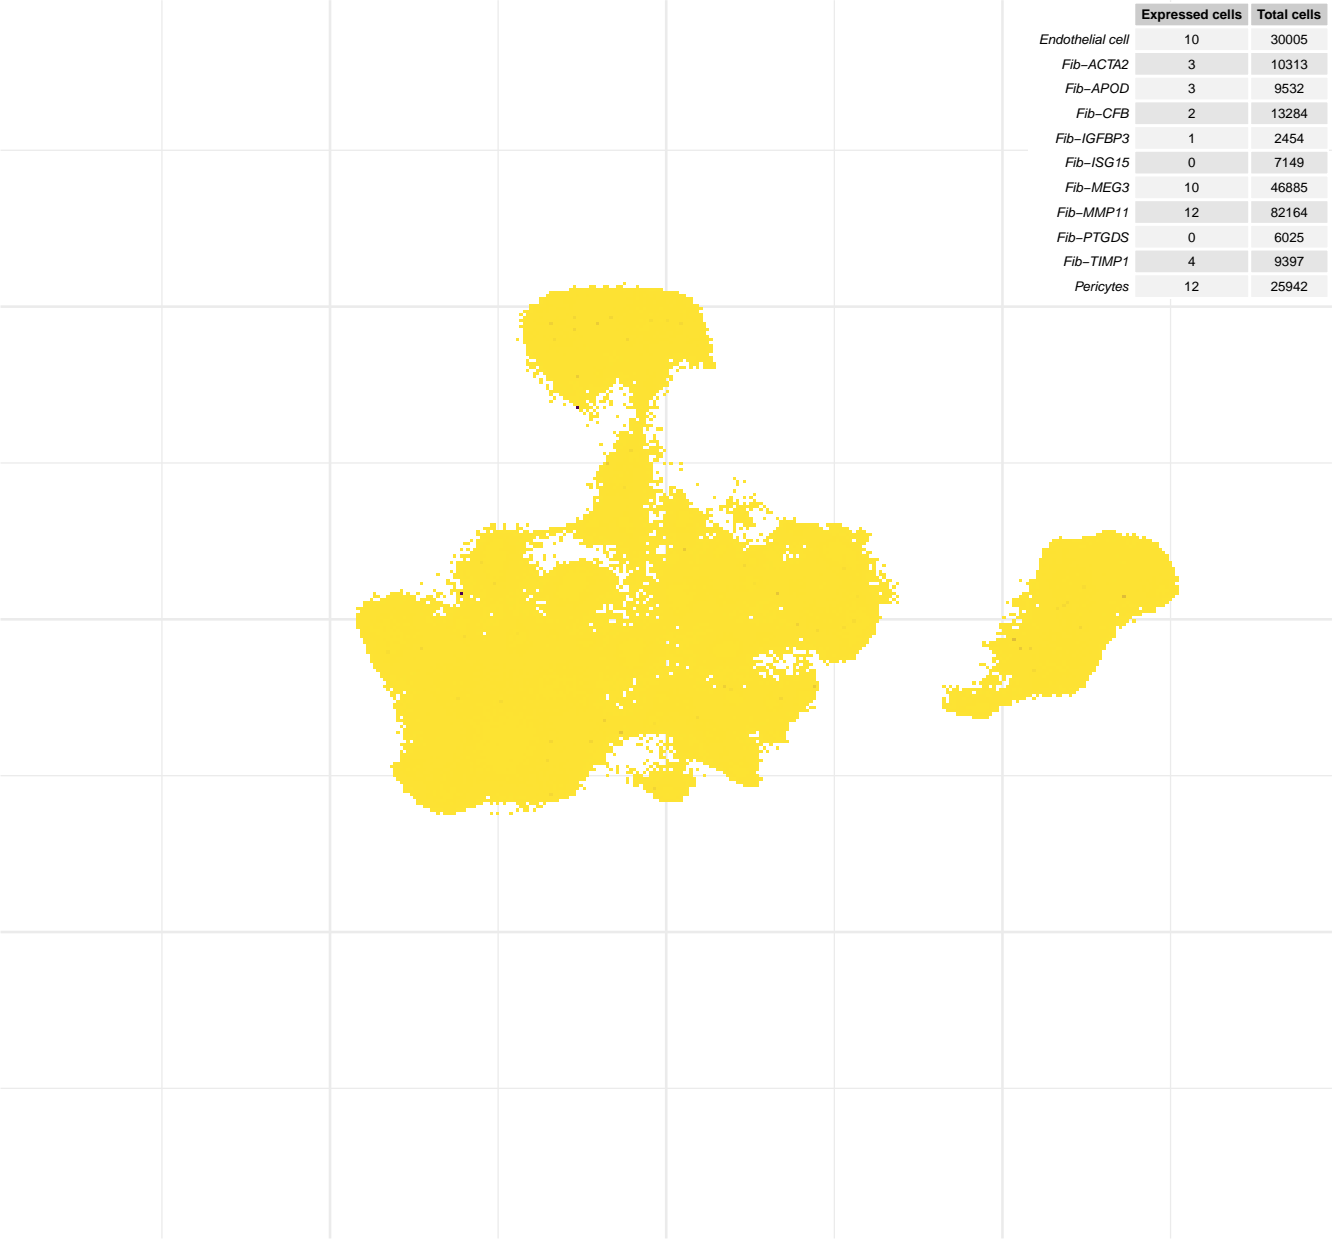 Expressed cells Total cells
Endothelial cell 10 30005
Fib−ACTA2 3 10313
Fib−APOD 3 9532
Fib−CFB 2 13284
Fib−IGFBP3 1 2454
Fib−ISG15 0 7149
Fib−MEG3 10 46885
Fib−MMP11 12 82164
Fib−PTGDS 0 6025
Fib−TIMP1 4 9397
Pericytes 12 25942